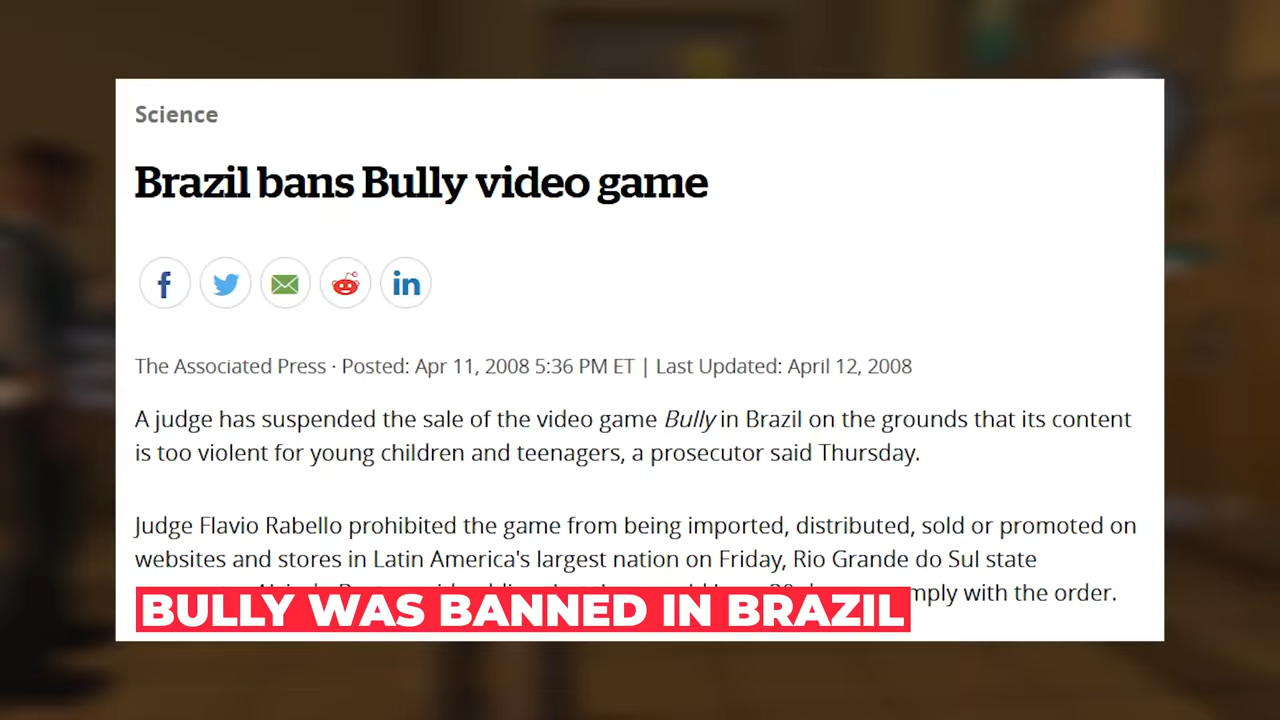 Science
Brazil bans Bully video game
f
in
The Associated Press · Posted: Apr 11, 2008 5:36 PM ET | Last Updated: April 12, 2008
A judge has suspended the sale of the video game Bully in Brazil on the grounds that its content
is too violent for young children and teenagers, a prosecutor said Thursday.
Judge Flavio Rabello prohibited the game from being imported, distributed, sold or promoted on
websites and stores in Latin America's largest nation on Friday, Rio Grande do Sul state
with the order.
BULLY WAS BANNED IN BRAZIL